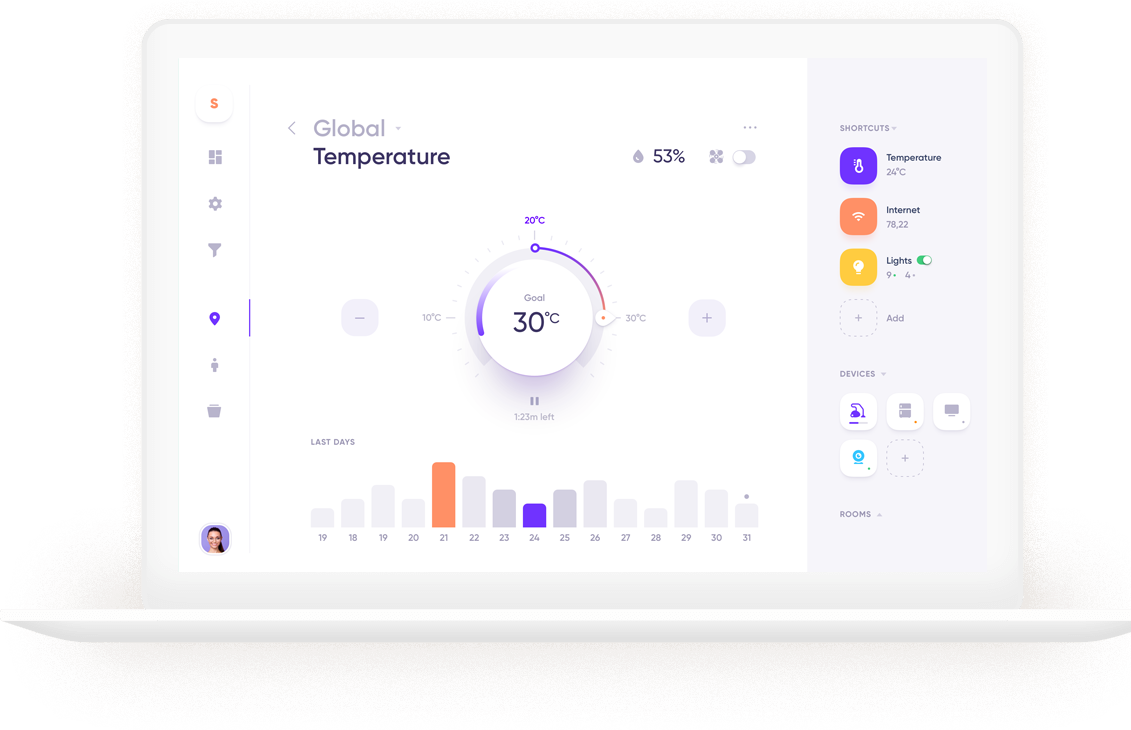 S
Global
Temperature
53%
20°C
10°C
Goal
30°C
30°C
1:23m left
LAST DAYS
19 18 19 20 21 22 23 24 25 26 27 28 29 30 31
SHORTCUTS
Temperature
24°C
Internet
78,22
Lights
9 4
Add
DEVICES
ROOMS